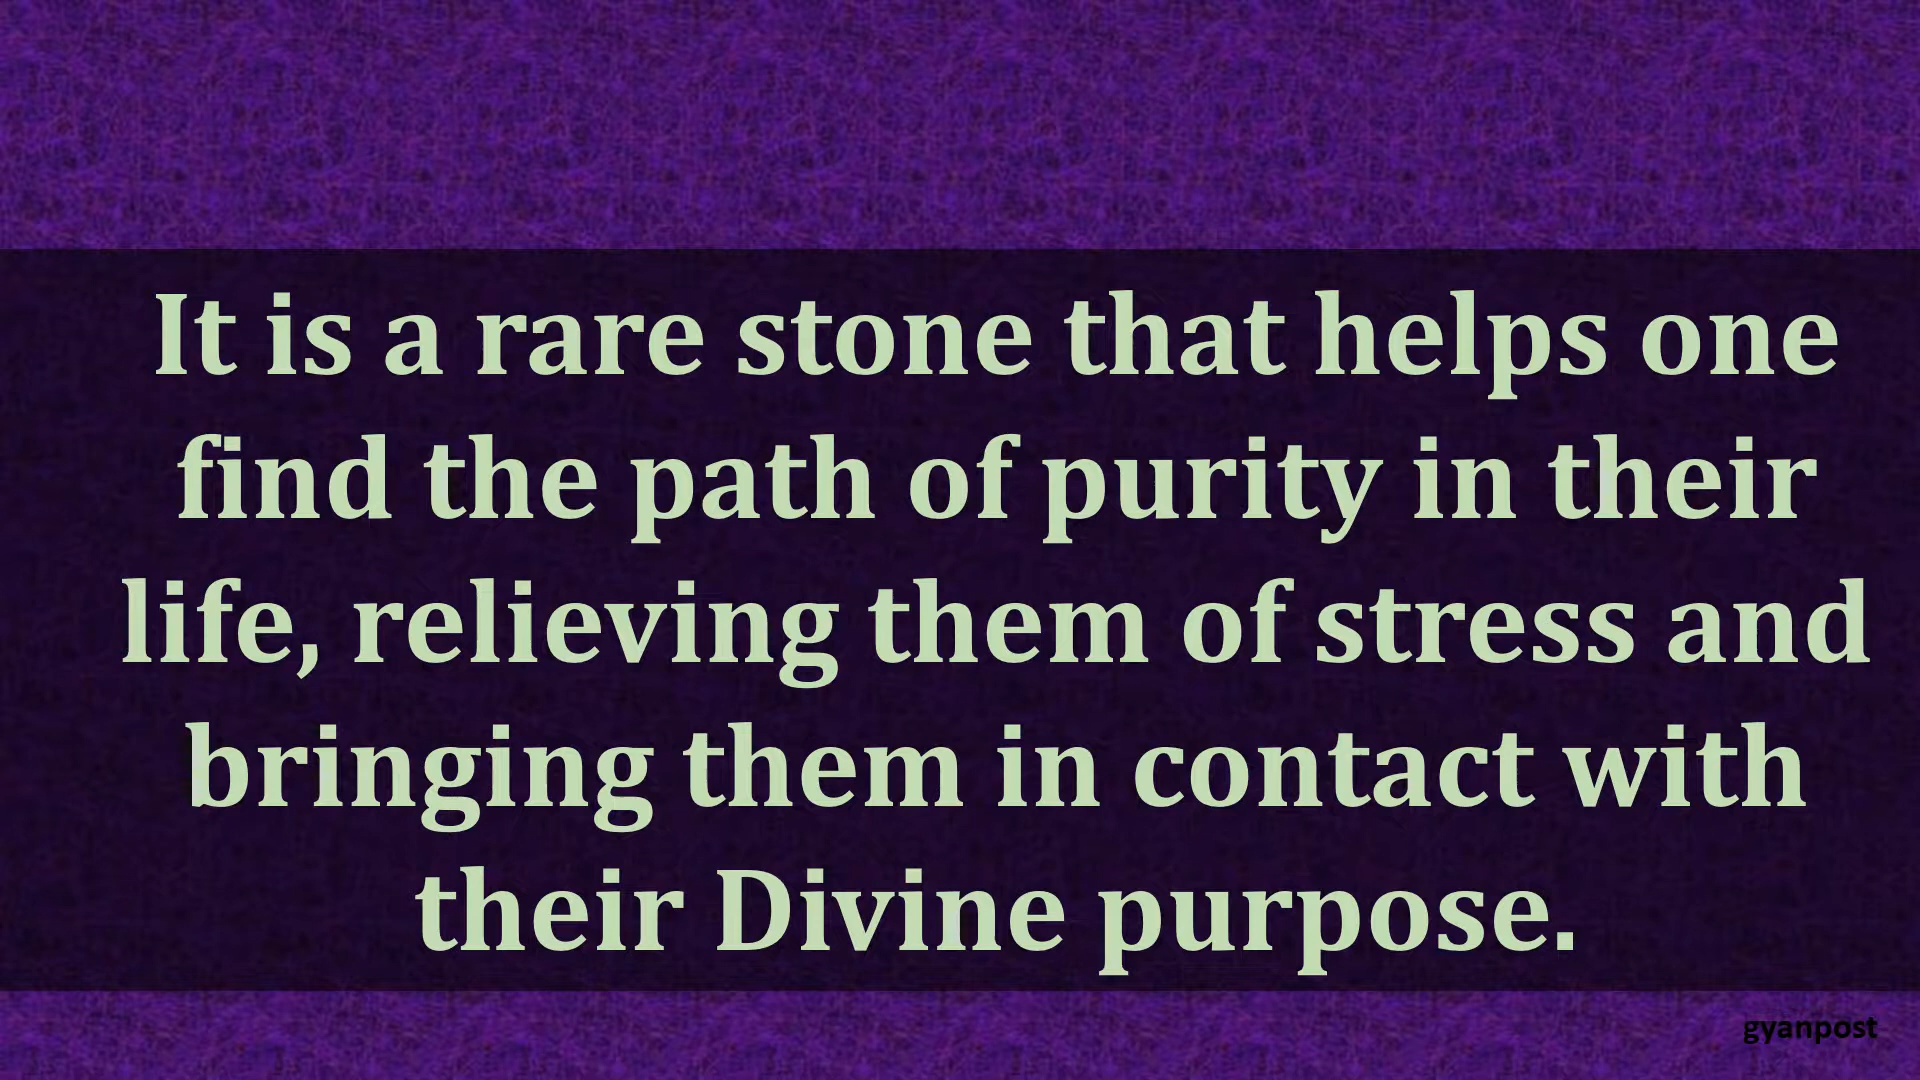 It is a rare stone that helps one
find the path of purity in their
life, relieving them of stress and
bringing them in contact with
their Divine purpose.
gyanpost